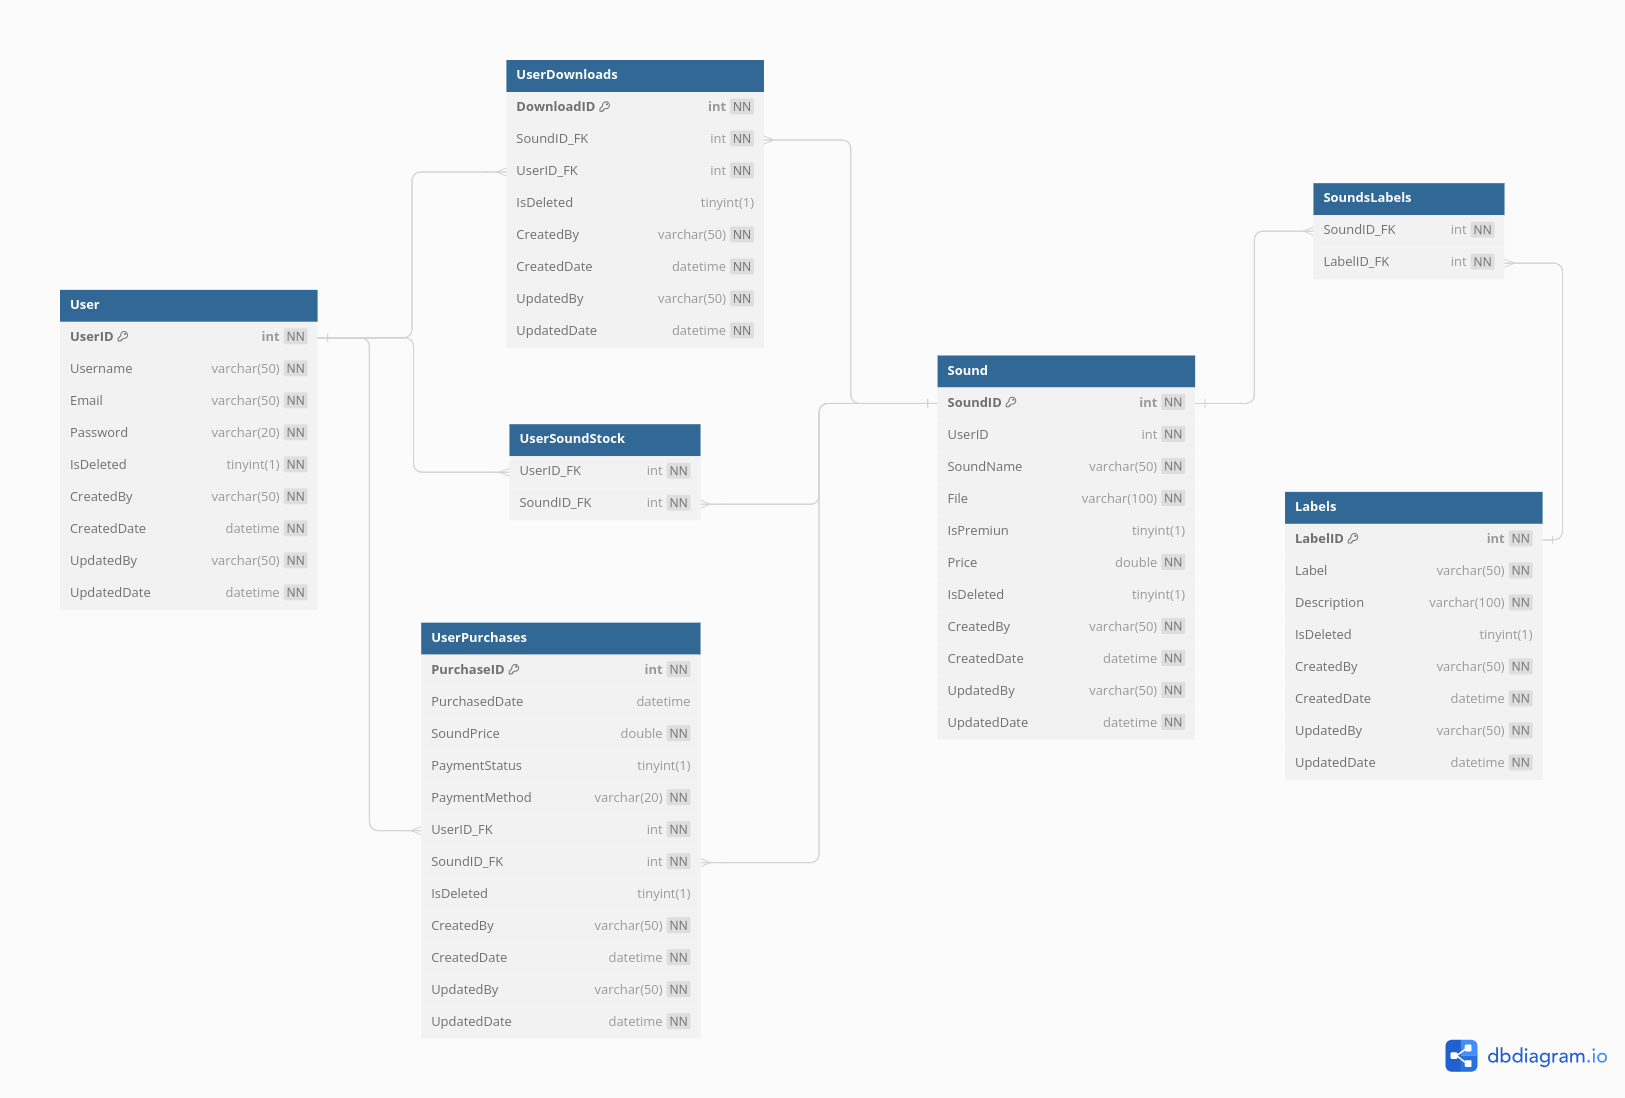 UserDownloads
DownloadID int NN
SoundID_FK int NN
UserID_FK int NN
IsDeleted tinyint(1)
CreatedBy varchar(50) NN
CreatedDate datetime NN
UpdatedBy varchar(50) NN
UpdatedDate datetime NN
User
UserID int NN
Username varchar(50) NN
Email varchar(50) NN
Password varchar(20) NN
IsDeleted tinyint(1) NN
CreatedBy varchar(50) NN
CreatedDate datetime NN
UpdatedBy varchar(50) NN
UpdatedDate datetime NN
UserSoundStock
UserID_FK int NN
SoundID_FK int NN
UserPurchases
PurchaseID int NN
PurchasedDate datetime
SoundPrice double NN
PaymentStatus tinyint(1)
PaymentMethod varchar(20) NN
UserID_FK int NN
SoundID_FK int NN
IsDeleted tinyint(1)
CreatedBy varchar(50) NN
CreatedDate datetime NN
UpdatedBy varchar(50) NN
UpdatedDate datetime NN
Sound
SoundID int NN
UserID int NN
SoundName varchar(50) NN
File varchar(100) NN
IsPremiun tinyint(1)
Price double NN
IsDeleted tinyint(1)
CreatedBy varchar(50) NN
CreatedDate datetime NN
UpdatedBy varchar(50) NN
UpdatedDate datetime NN
SoundsLabels
SoundID_FK int NN
LabelID_FK int NN
Labels
LabelID int NN
Label varchar(50) NN
Description varchar(100) NN
IsDeleted tinyint(1)
CreatedBy varchar(50) NN
CreatedDate datetime NN
UpdatedBy varchar(50) NN
UpdatedDate datetime NN
dbdiagram.io